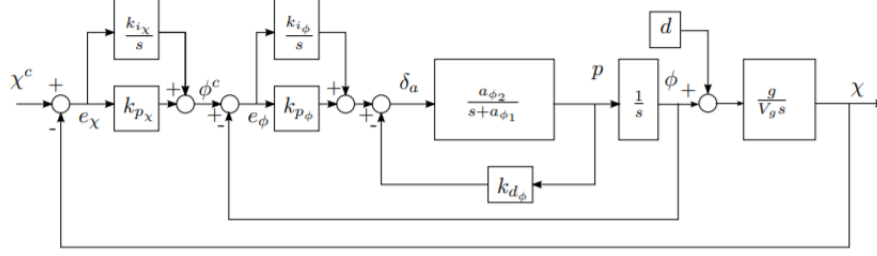 k_{i_χ}/s
k_{i_ϕ}/s
d
χ^c
+
k_{p_χ}
+
ϕ^c
k_{p_ϕ}
+
δ_a
a_{ϕ_2}/(s+a_{ϕ_1})
p
1/s
ϕ
+
g/(V_g s)
χ
-
e_χ
+
-
e_ϕ
+
-
k_{d_ϕ}